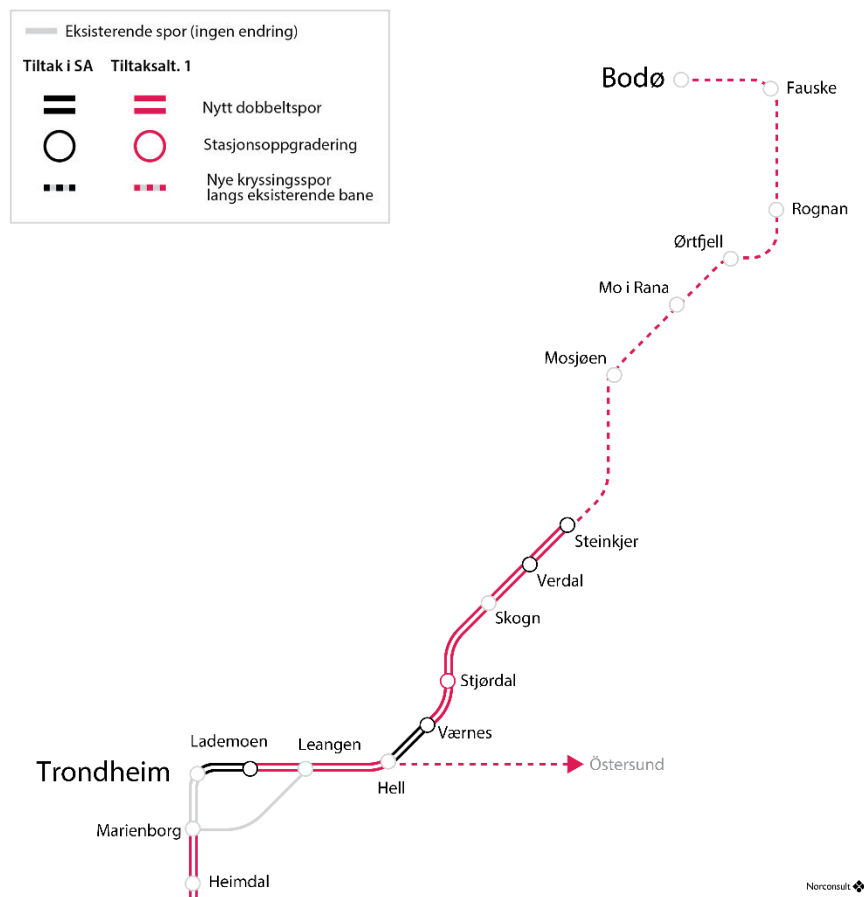 Eksisterende spor (ingen endring)
Tiltak i SA Tiltaksalt. 1
Nytt dobbeltspor
Stasjonsoppgradering
Nye kryssingsspor
langs eksisterende bane
Bodø
Fauske
Rognan
Ørtfjell
Mo i Rana
Mosjøen
Steinkjer
Verdal
Skogn
Stjørdal
Værnes
Lademoen
Leangen
Trondheim
Östersund
Hell
Marienborg
Heimdal
Norconsult